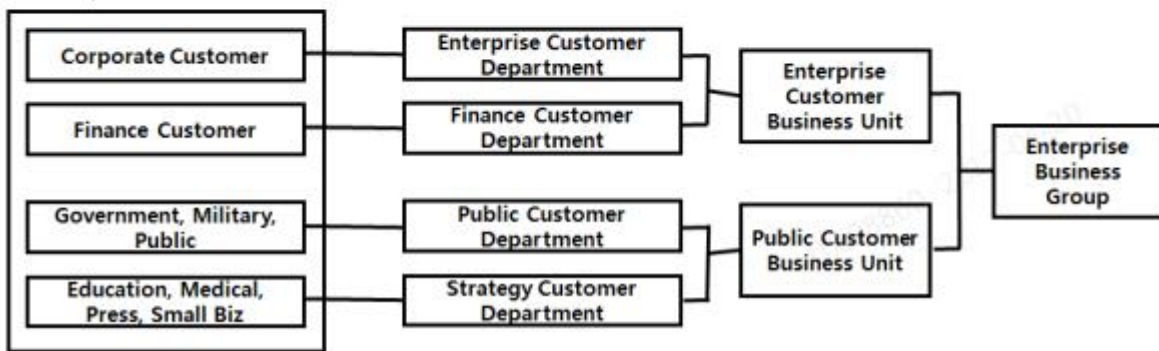 Corporate Customer
Finance Customer
Government, Military,
Public
Education, Medical,
Press, Small Biz
Enterprise Customer
Department
Finance Customer
Department
Public Customer
Department
Strategy Customer
Department
Enterprise
Customer
Business Unit
Public Customer
Business Unit
Enterprise
Business
Group